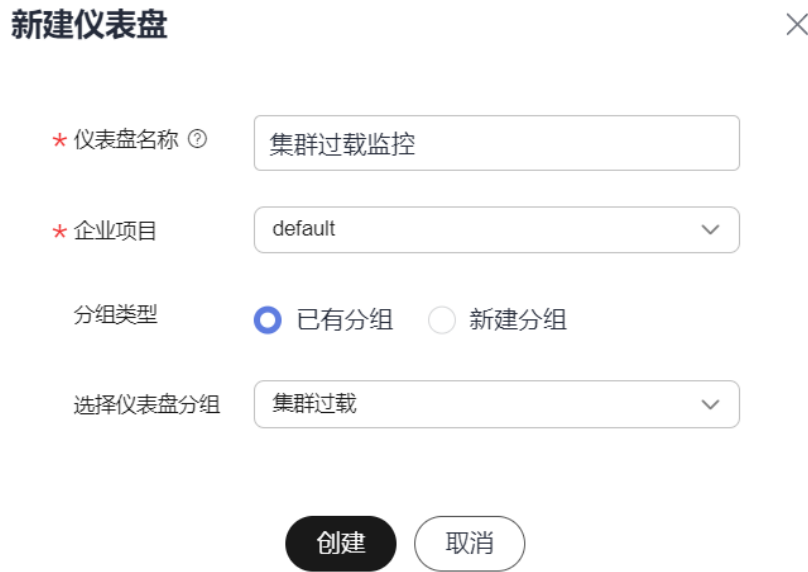 新建仪表盘
* 仪表盘名称 ?
集群过载监控
* 企业项目
default
分组类型
已有分组 新建分组
选择仪表盘分组
集群过载
创建 取消